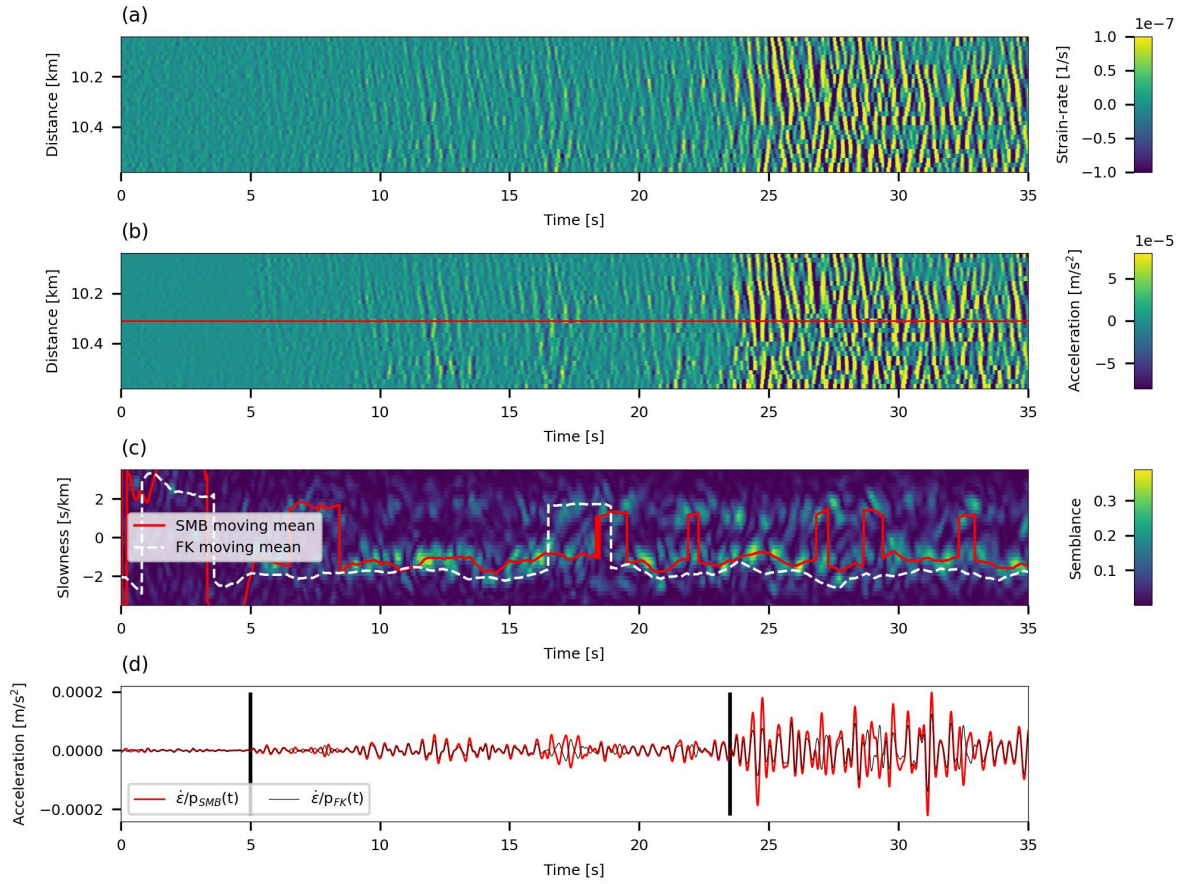 (a)
1e−7
Distance [km]
10.2
10.4
0 5 10 15 20 25 30 35
Time [s]
Strain-rate [1/s]
1.0
0.5
0.0
−0.5
−1.0
(b)
1e−5
Distance [km]
10.2
10.4
0 5 10 15 20 25 30 35
Time [s]
Acceleration [m/s²]
5
0
−5
(c)
Slowness [s/km]
2
0
−2
SMB moving mean
FK moving mean
0 5 10 15 20 25 30 35
Time [s]
Semblance
0.3
0.2
0.1
(d)
Acceleration [m/s²]
0.0002
0.0000
−0.0002
ε̇/p_SMB(t) ε̇/p_FK(t)
0 5 10 15 20 25 30 35
Time [s]